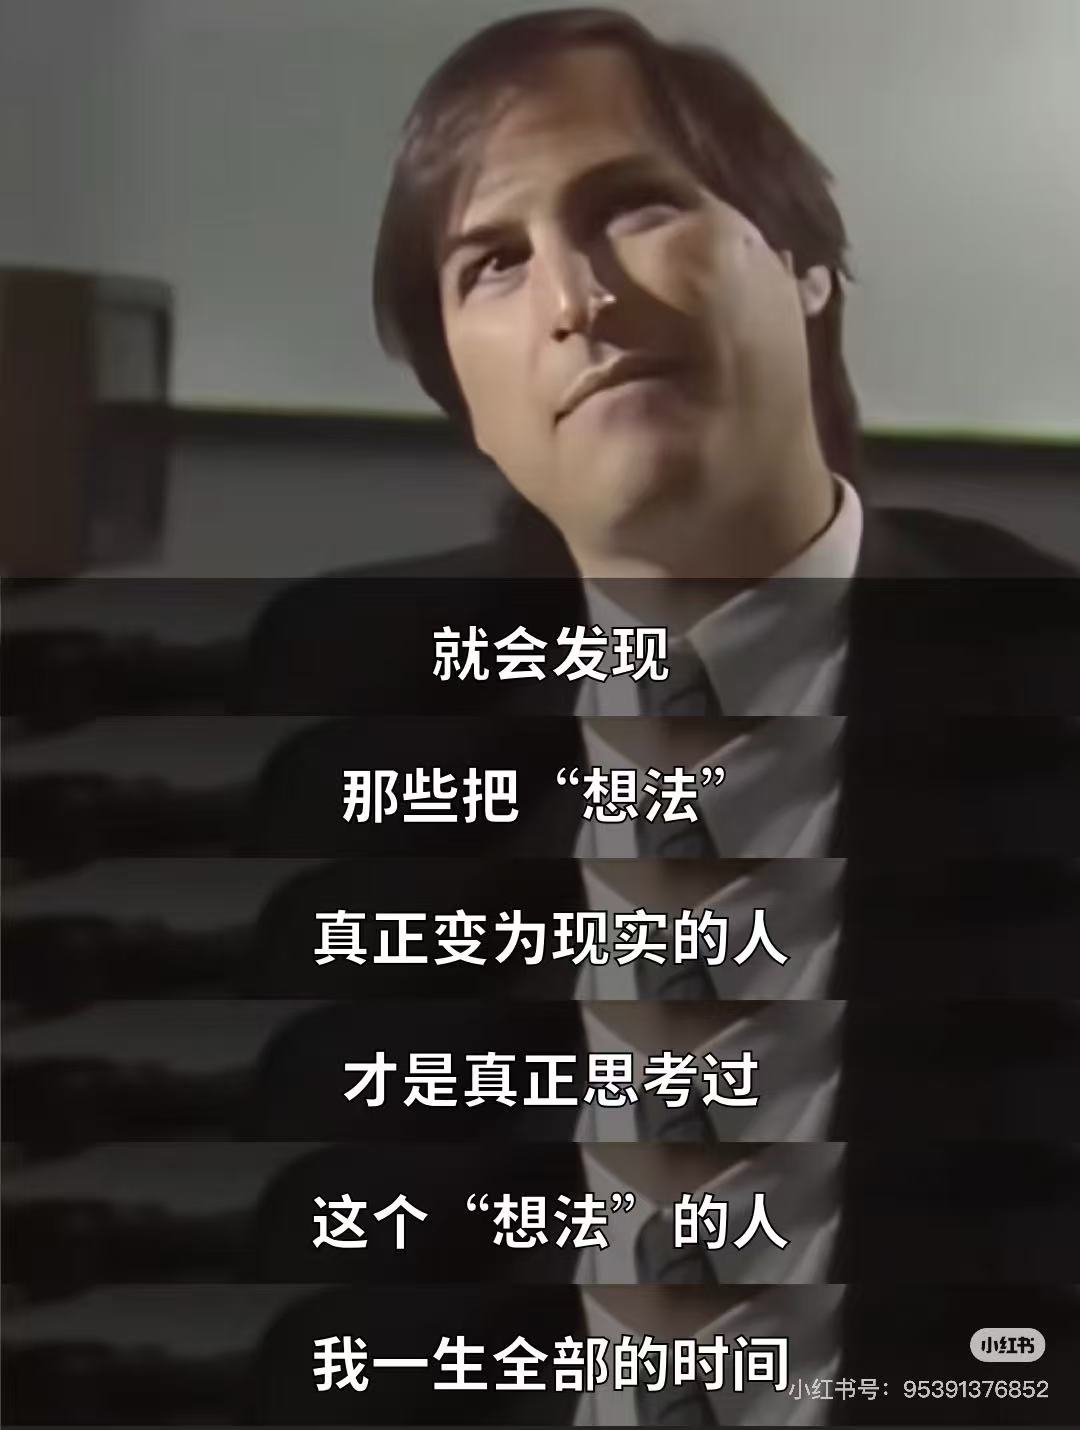 就会发现
那些把“想法”
真正变为现实的人
才是真正思考过
这个“想法”的人
我一生全部的时间
小红书
小红书号：95391376852